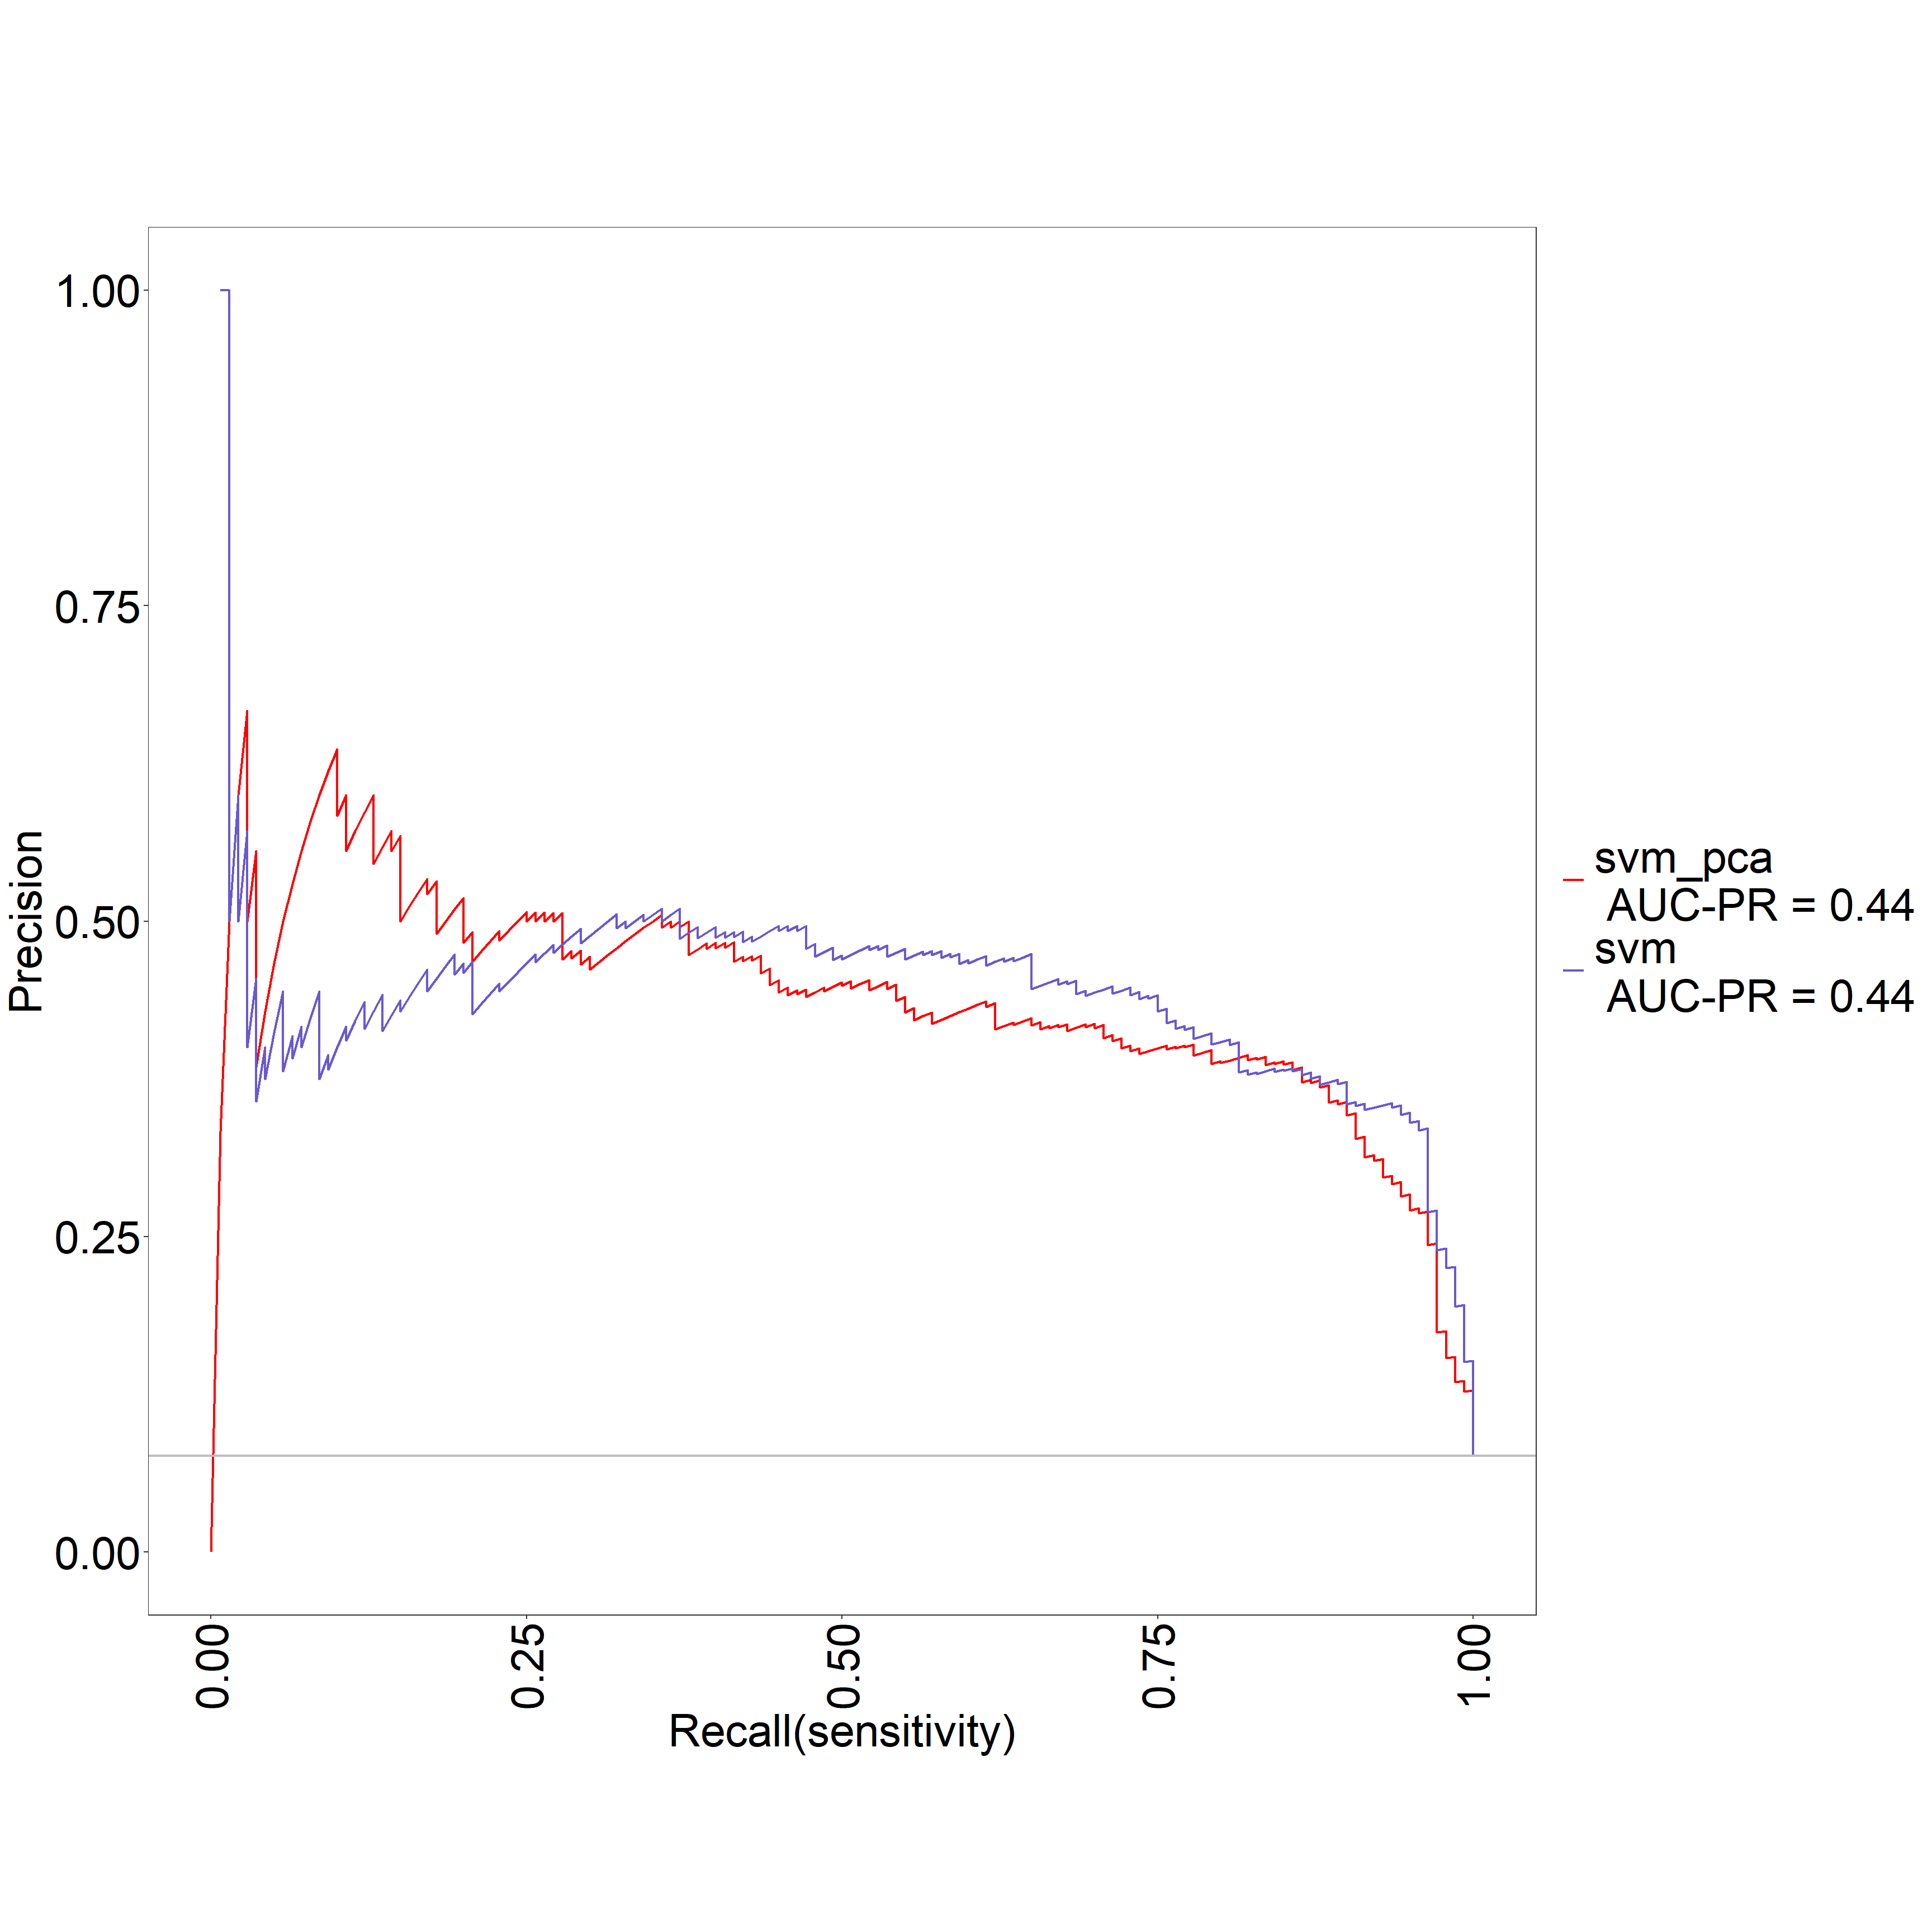 1.00
0.75
0.50
0.25
0.00
Precision
0.00
0.25
0.50
0.75
1.00
Recall(sensitivity)
svm_pca
AUC-PR = 0.44
svm
AUC-PR = 0.44